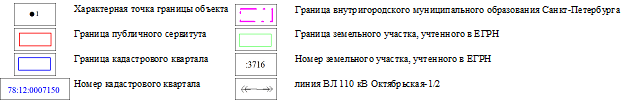 1 Характерная точка границы объекта
Граница внутригородского муниципального образования Санкт-Петербурга
Граница публичного сервитута
Граница земельного участка, учтенного в ЕГРН
Граница кадастрового квартала
:3716 Номер земельного участка, учтенного в ЕГРН
78:12:0007150 Номер кадастрового квартала
линия ВЛ 110 кВ Октябрьская-1/2